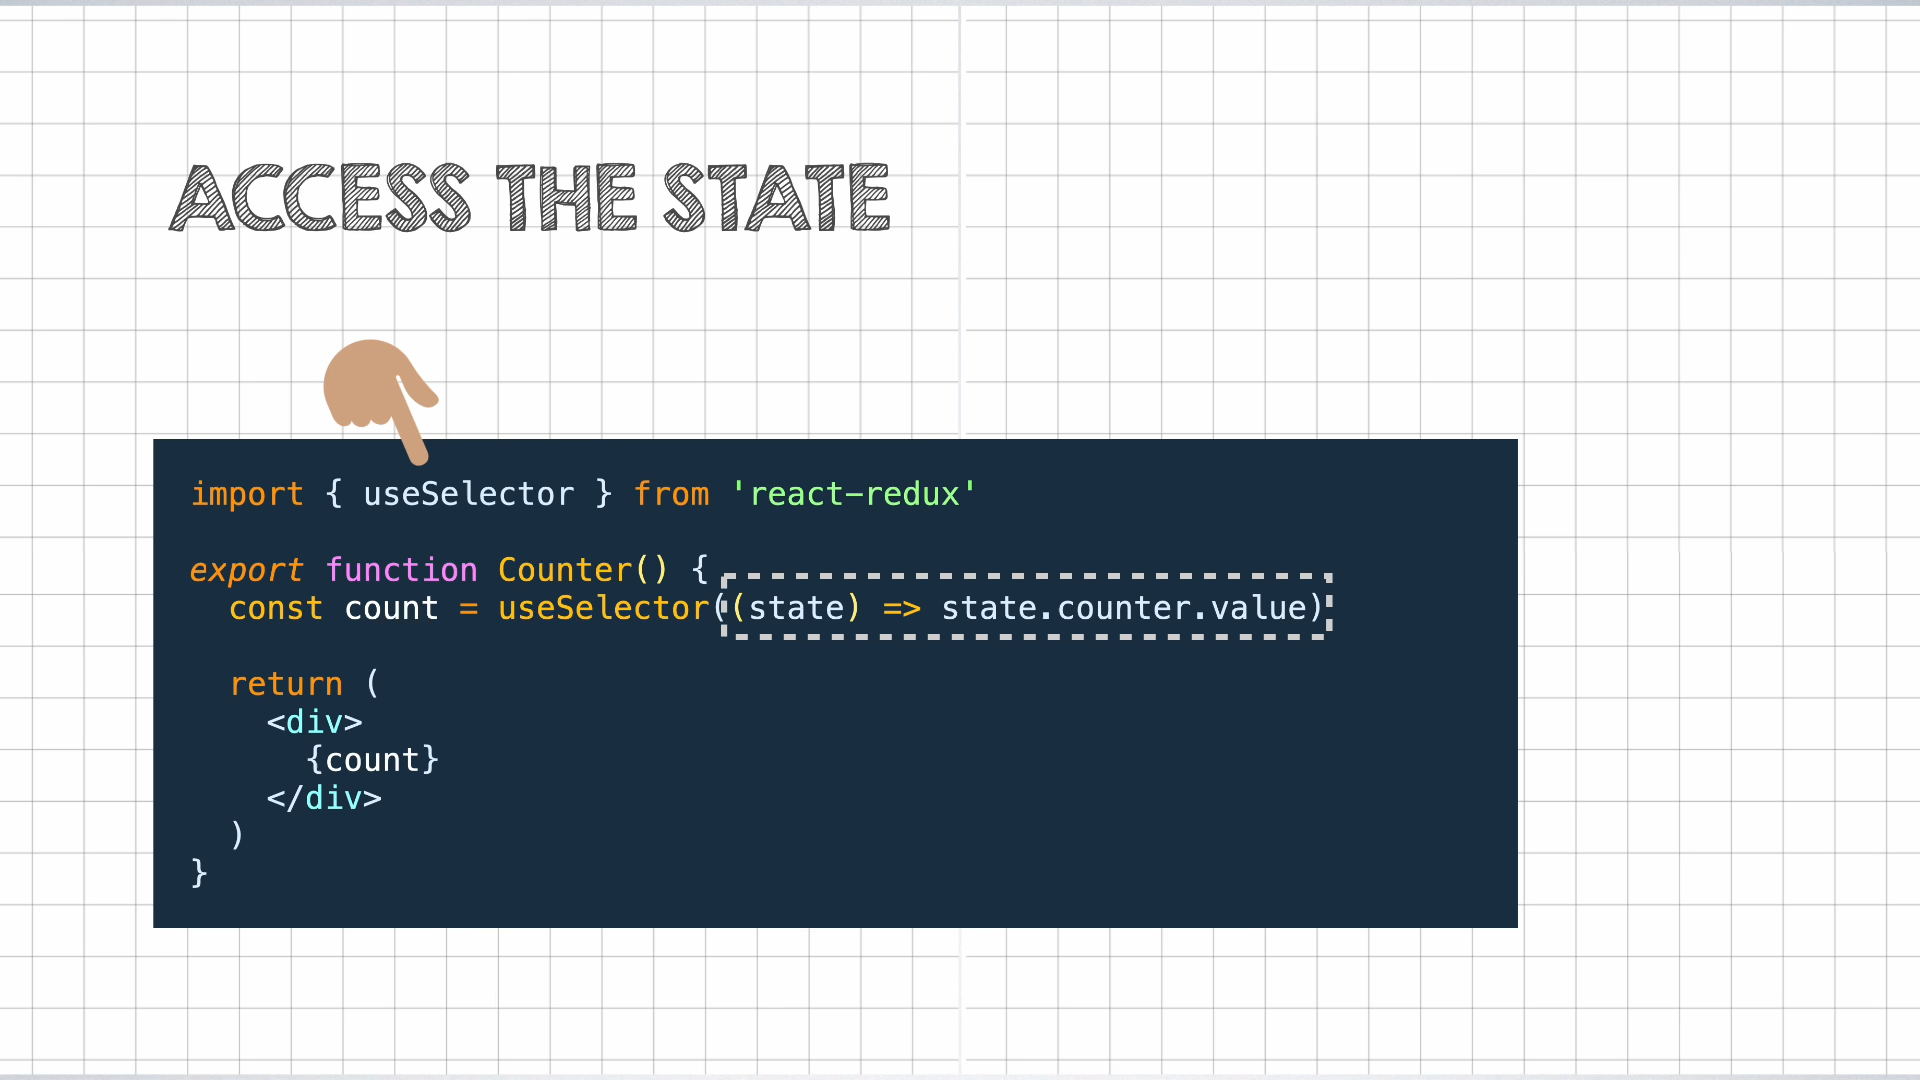 ACCESS THE STATE
import { useSelector } from 'react-redux'
export function Counter() {
const count = useSelector((state) => state.counter.value)
return (
<div>
{count}
</div>
)
}